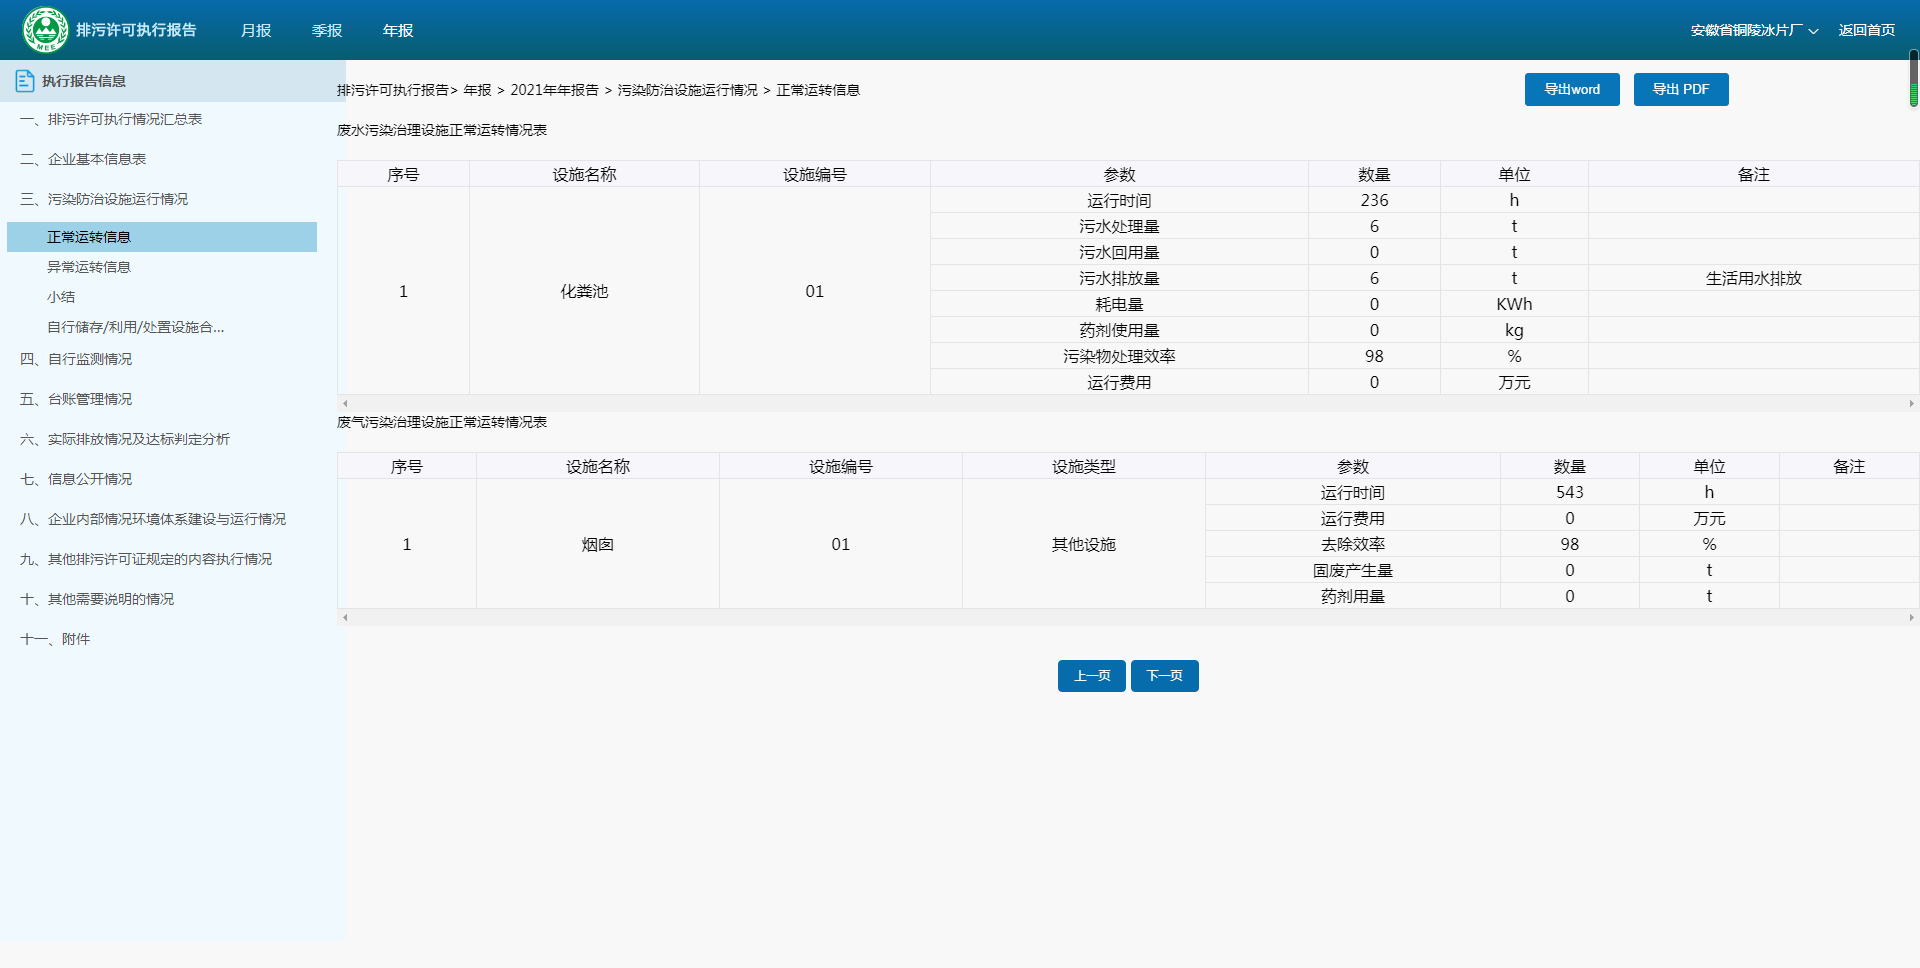 排污许可执行报告 月报 季报 年报 安徽省铜陵冰片厂 返回首页
MEE
执行报告信息
一、排污许可执行情况汇总表
二、企业基本信息表
三、污染防治设施运行情况
正常运转信息
异常运转信息
小结
自行储存/利用/处置设施合...
四、自行监测情况
五、台账管理情况
六、实际排放情况及达标判定分析
七、信息公开情况
八、企业内部情况环境体系建设与运行情况
九、其他排污许可证规定的内容执行情况
十、其他需要说明的情况
十一、附件
排污许可执行报告> 年报 > 2021年年报告 > 污染防治设施运行情况 > 正常运转信息
导出word 导出 PDF
废水污染治理设施正常运转情况表
序号 设施名称 设施编号 参数 数量 单位 备注
1 化粪池 01
运行时间 236 h
污水处理量 6 t
污水回用量 0 t
污水排放量 6 t 生活用水排放
耗电量 0 KWh
药剂使用量 0 kg
污染物处理效率 98 %
运行费用 0 万元
废气污染治理设施正常运转情况表
序号 设施名称 设施编号 设施类型 参数 数量 单位 备注
1 烟囱 01 其他设施
运行时间 543 h
运行费用 0 万元
去除效率 98 %
固废产生量 0 t
药剂用量 0 t
上一页 下一页